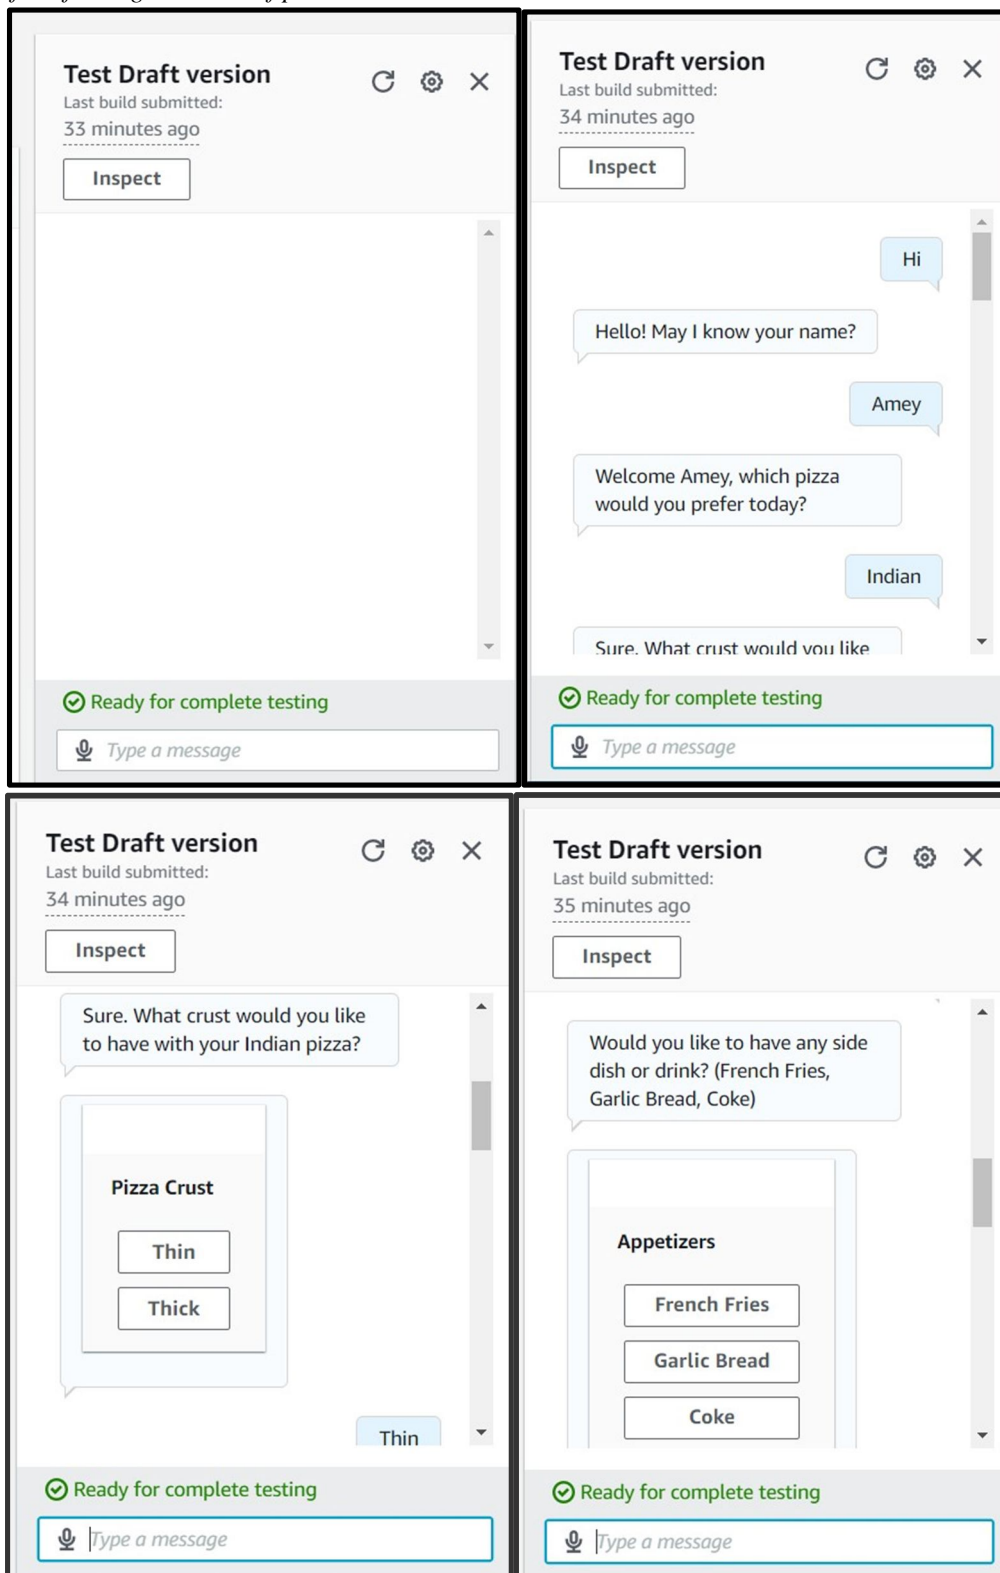 Test Draft version
Last build submitted:
33 minutes ago
Inspect
Ready for complete testing
Type a message
Test Draft version
Last build submitted:
34 minutes ago
Inspect
Hi
Hello! May I know your name?
Amey
Welcome Amey, which pizza
would you prefer today?
Indian
Sure. What crust would you like
Ready for complete testing
Type a message
Test Draft version
Last build submitted:
34 minutes ago
Inspect
Sure. What crust would you like
to have with your Indian pizza?
Pizza Crust
Thin
Thick
Thin
Ready for complete testing
Type a message
Test Draft version
Last build submitted:
35 minutes ago
Inspect
Would you like to have any side
dish or drink? (French Fries,
Garlic Bread, Coke)
Appetizers
French Fries
Garlic Bread
Coke
Ready for complete testing
Type a message